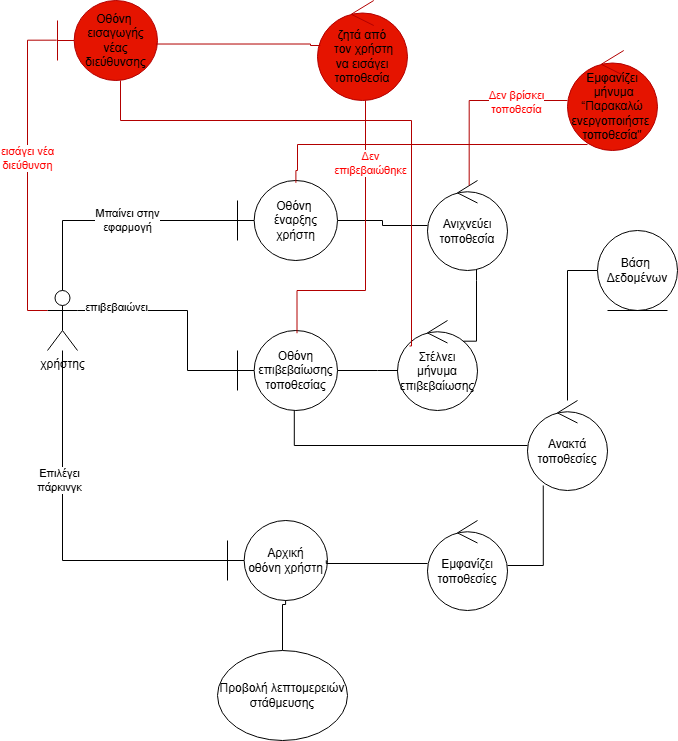 Οθόνη
εισαγωγής
νέας
διεύθυνσης
ζητά από
τον χρήστη
να εισάγει
τοποθεσία
Εμφανίζει
μήνυμα
“Παρακαλώ
ενεργοποιήστε
τοποθεσία”
Δεν βρίσκει
τοποθεσία
εισάγει νέα
διεύθυνση
Δεν
επιβεβαιώθηκε
Μπαίνει στην
εφαρμογή
Οθόνη
έναρξης
χρήστη
Ανιχνεύει
τοποθεσία
Βάση
Δεδομένων
επιβεβαιώνει
χρήστης
Οθόνη
επιβεβαίωσης
τοποθεσίας
Στέλνει
μήνυμα
επιβεβαίωσης
Ανακτά
τοποθεσίες
Επιλέγει
πάρκινγκ
Αρχική
οθόνη χρήστη
Εμφανίζει
τοποθεσίες
Προβολή λεπτομερειών
στάθμευσης